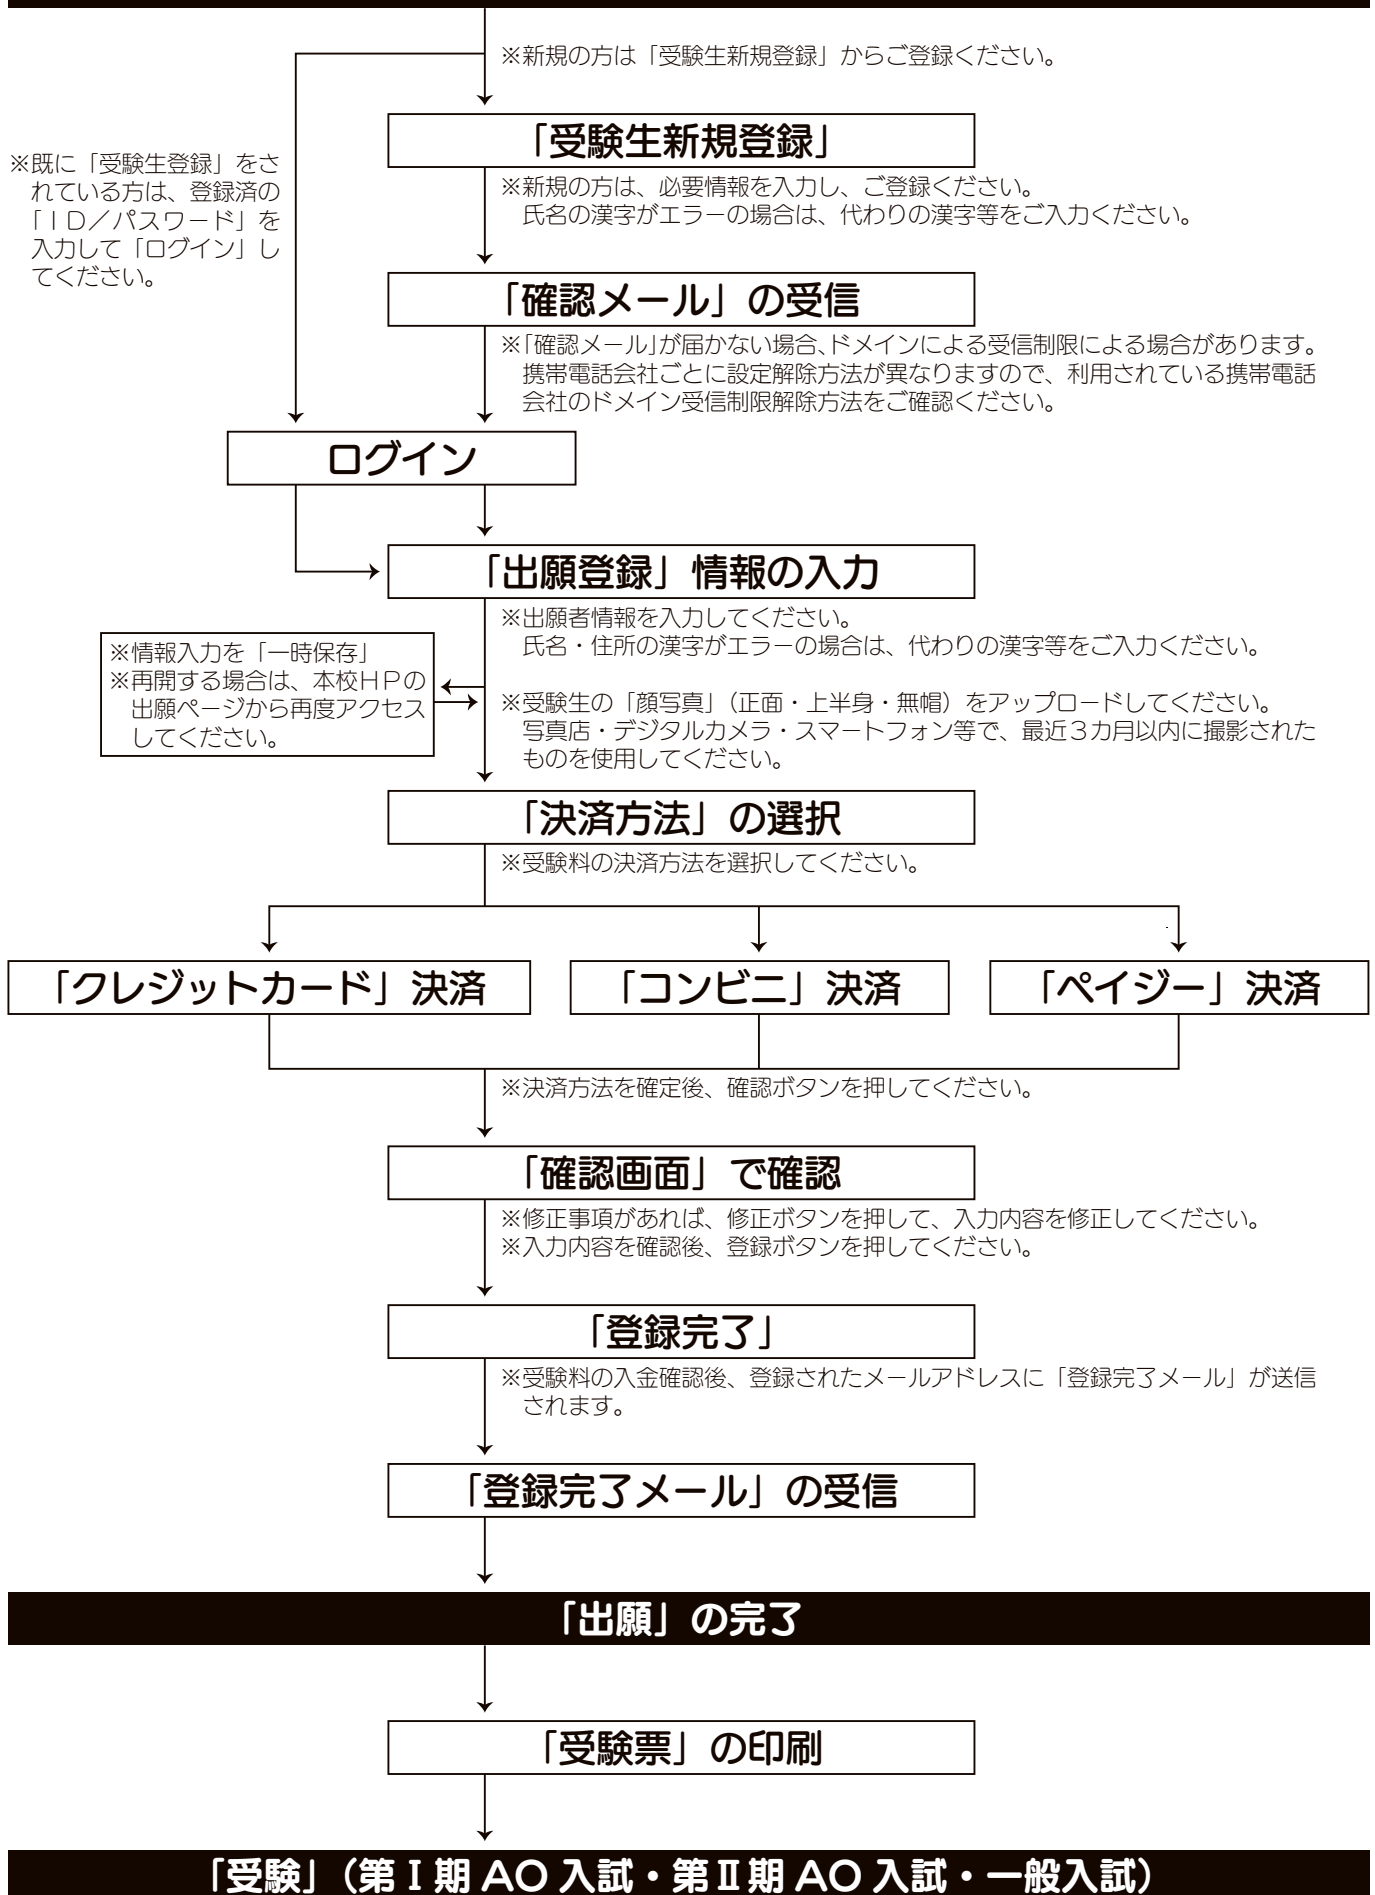 ※新規の方は「受験生新規登録」からご登録ください。
「受験生新規登録」
※既に「受験生登録」をさ
れている方は、登録済の
「ＩＤ／パスワード」を
入力して「ログイン」し
てください。
※新規の方は、必要情報を入力し、ご登録ください。
氏名の漢字がエラーの場合は、代わりの漢字等をご入力ください。
「確認メール」の受信
※「確認メール」が届かない場合、ドメインによる受信制限による場合があります。
携帯電話会社ごとに設定解除方法が異なりますので、利用されている携帯電話
会社のドメイン受信制限解除方法をご確認ください。
ログイン
「出願登録」情報の入力
※出願者情報を入力してください。
氏名・住所の漢字がエラーの場合は、代わりの漢字等をご入力ください。
※情報入力を「一時保存」
※再開する場合は、本校ＨＰの
出願ページから再度アクセス
してください。
※受験生の「顔写真」（正面・上半身・無帽）をアップロードしてください。
写真店・デジタルカメラ・スマートフォン等で、最近３カ月以内に撮影された
ものを使用してください。
「決済方法」の選択
※受験料の決済方法を選択してください。
「クレジットカード」決済
「コンビニ」決済
「ペイジー」決済
※決済方法を確定後、確認ボタンを押してください。
「確認画面」で確認
※修正事項があれば、修正ボタンを押して、入力内容を修正してください。
※入力内容を確認後、登録ボタンを押してください。
「登録完了」
※受験料の入金確認後、登録されたメールアドレスに「登録完了メール」が送信
されます。
「登録完了メール」の受信
「出願」の完了
「受験票」の印刷
「受験」（第Ⅰ期 AO 入試・第Ⅱ期 AO 入試・一般入試）